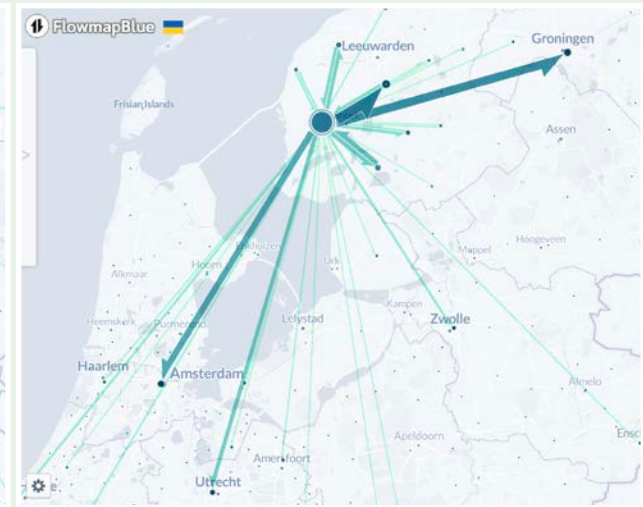 FlowmapBlue
Leeuwarden
Groningen
Frisian Islands
Assen
>
Hoogeveen
Meppel
Urk
Hoorn
Enkhuizen
Alkmaar
Kampen
Heemskerk
Purmerend
Lelystad
Zwolle
Haarlem
Amsterdam
Almelo
Apeldoorn
Ensch
Amersfoort
Utrecht